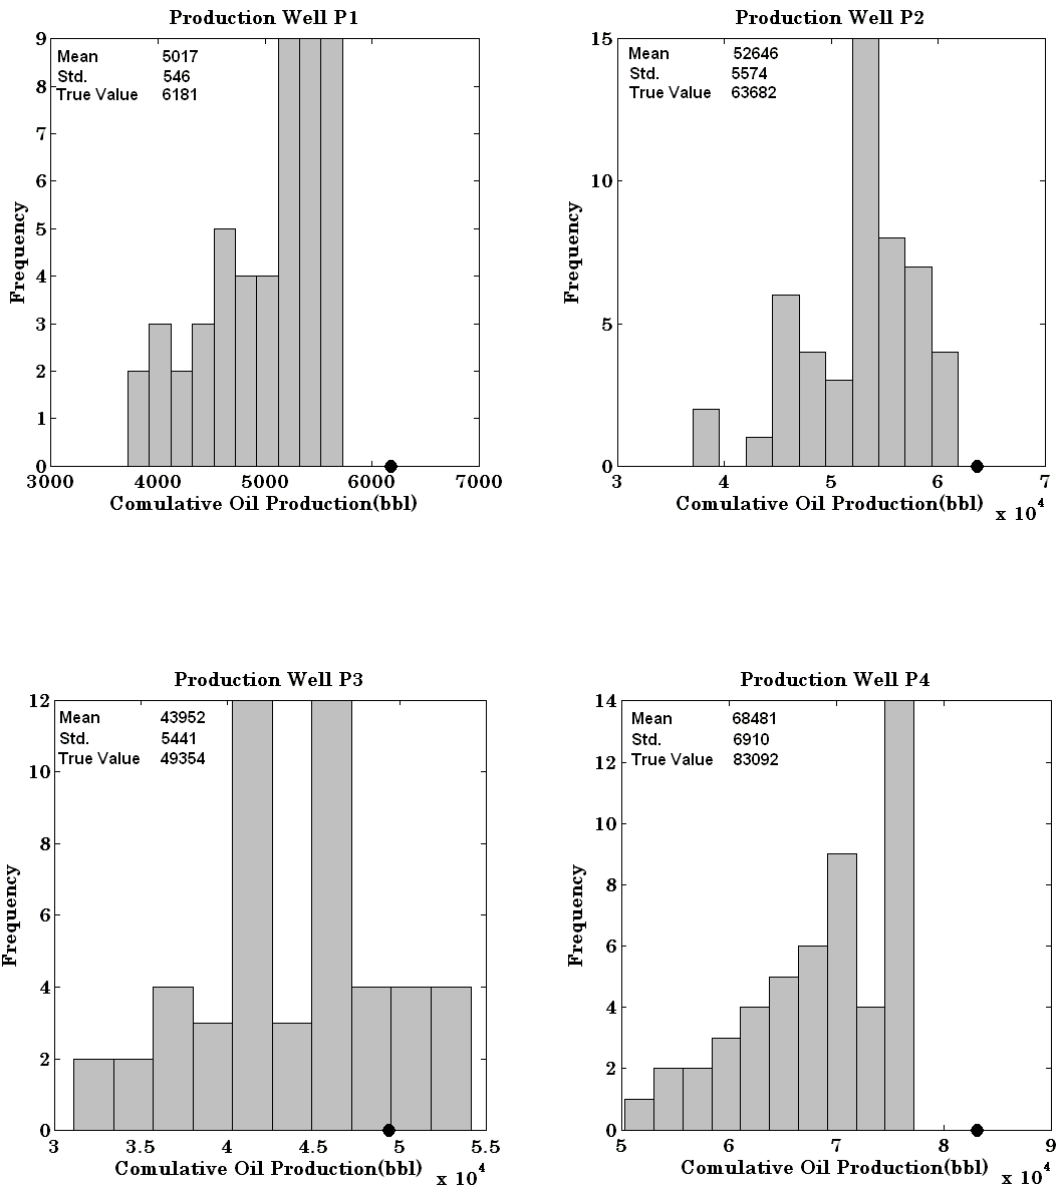 Production Well P1
Mean 5017
Std. 546
True Value 6181
9
8
7
6
5
4
3
2
1
0
Frequency
3000 4000 5000 6000 7000
Comulative Oil Production(bbl)
Production Well P2
Mean 52646
Std. 5574
True Value 63682
15
10
5
0
Frequency
3 4 5 6 7
Comulative Oil Production(bbl)
x 10^4
Production Well P3
Mean 43952
Std. 5441
True Value 49354
12
10
8
6
4
2
0
Frequency
3 3.5 4 4.5 5 5.5
Comulative Oil Production(bbl)
x 10^4
Production Well P4
Mean 68481
Std. 6910
True Value 83092
14
12
10
8
6
4
2
0
Frequency
5 6 7 8 9
Comulative Oil Production(bbl)
x 10^4